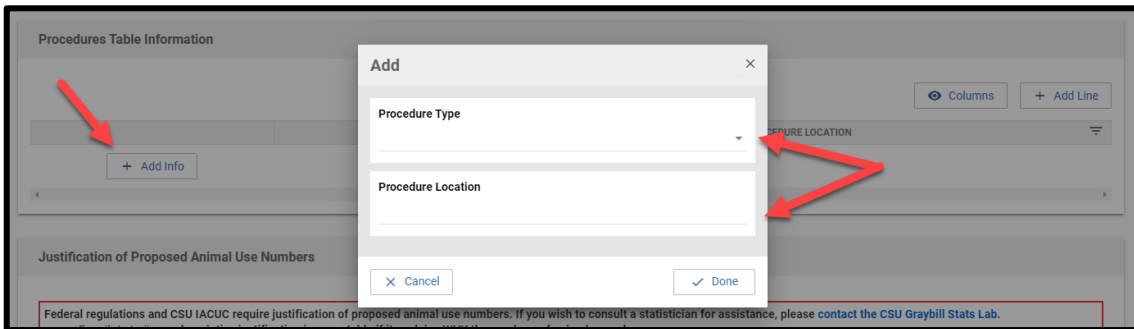 Procedures Table Information
Add
Columns
+ Add Line
Procedure Type
CEDURE LOCATION
+ Add Info
Procedure Location
Justification of Proposed Animal Use Numbers
Cancel
Done
Federal regulations and CSU IACUC require justification of proposed animal use numbers. If you wish to consult a statistician for assistance, please contact the CSU Graybill Stats Lab.